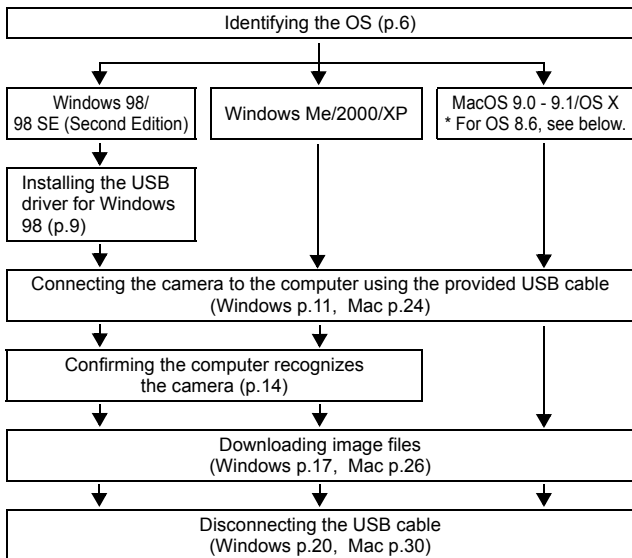 Identifying the OS (p.6)
Windows 98/
98 SE (Second Edition)
Windows Me/2000/XP
MacOS 9.0 - 9.1/OS X
* For OS 8.6, see below.
Installing the USB
driver for Windows
98 (p.9)
Connecting the camera to the computer using the provided USB cable
(Windows p.11, Mac p.24)
Confirming the computer recognizes
the camera (p.14)
Downloading image files
(Windows p.17, Mac p.26)
Disconnecting the USB cable
(Windows p.20, Mac p.30)